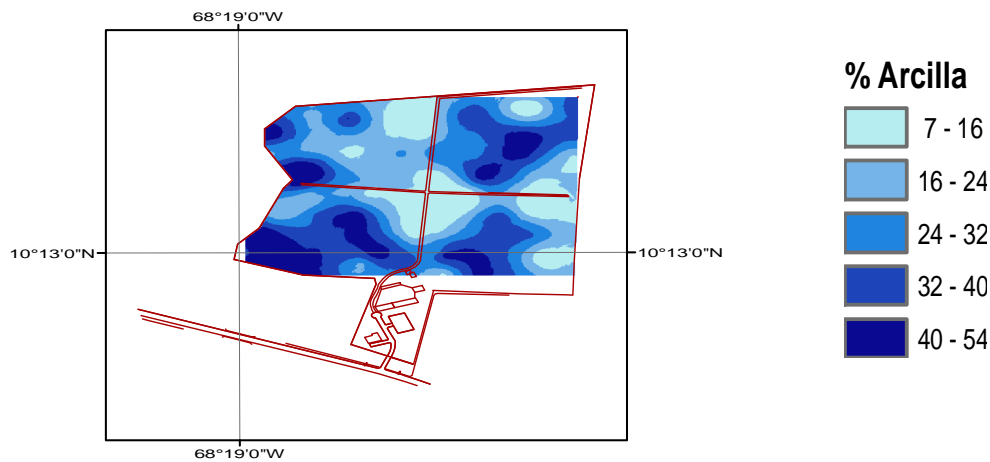 68°19'0"W
% Arcilla
7 - 16
16 - 24
24 - 32
10°13'0"N
10°13'0"N
32 - 40
40 - 54
68°19'0"W